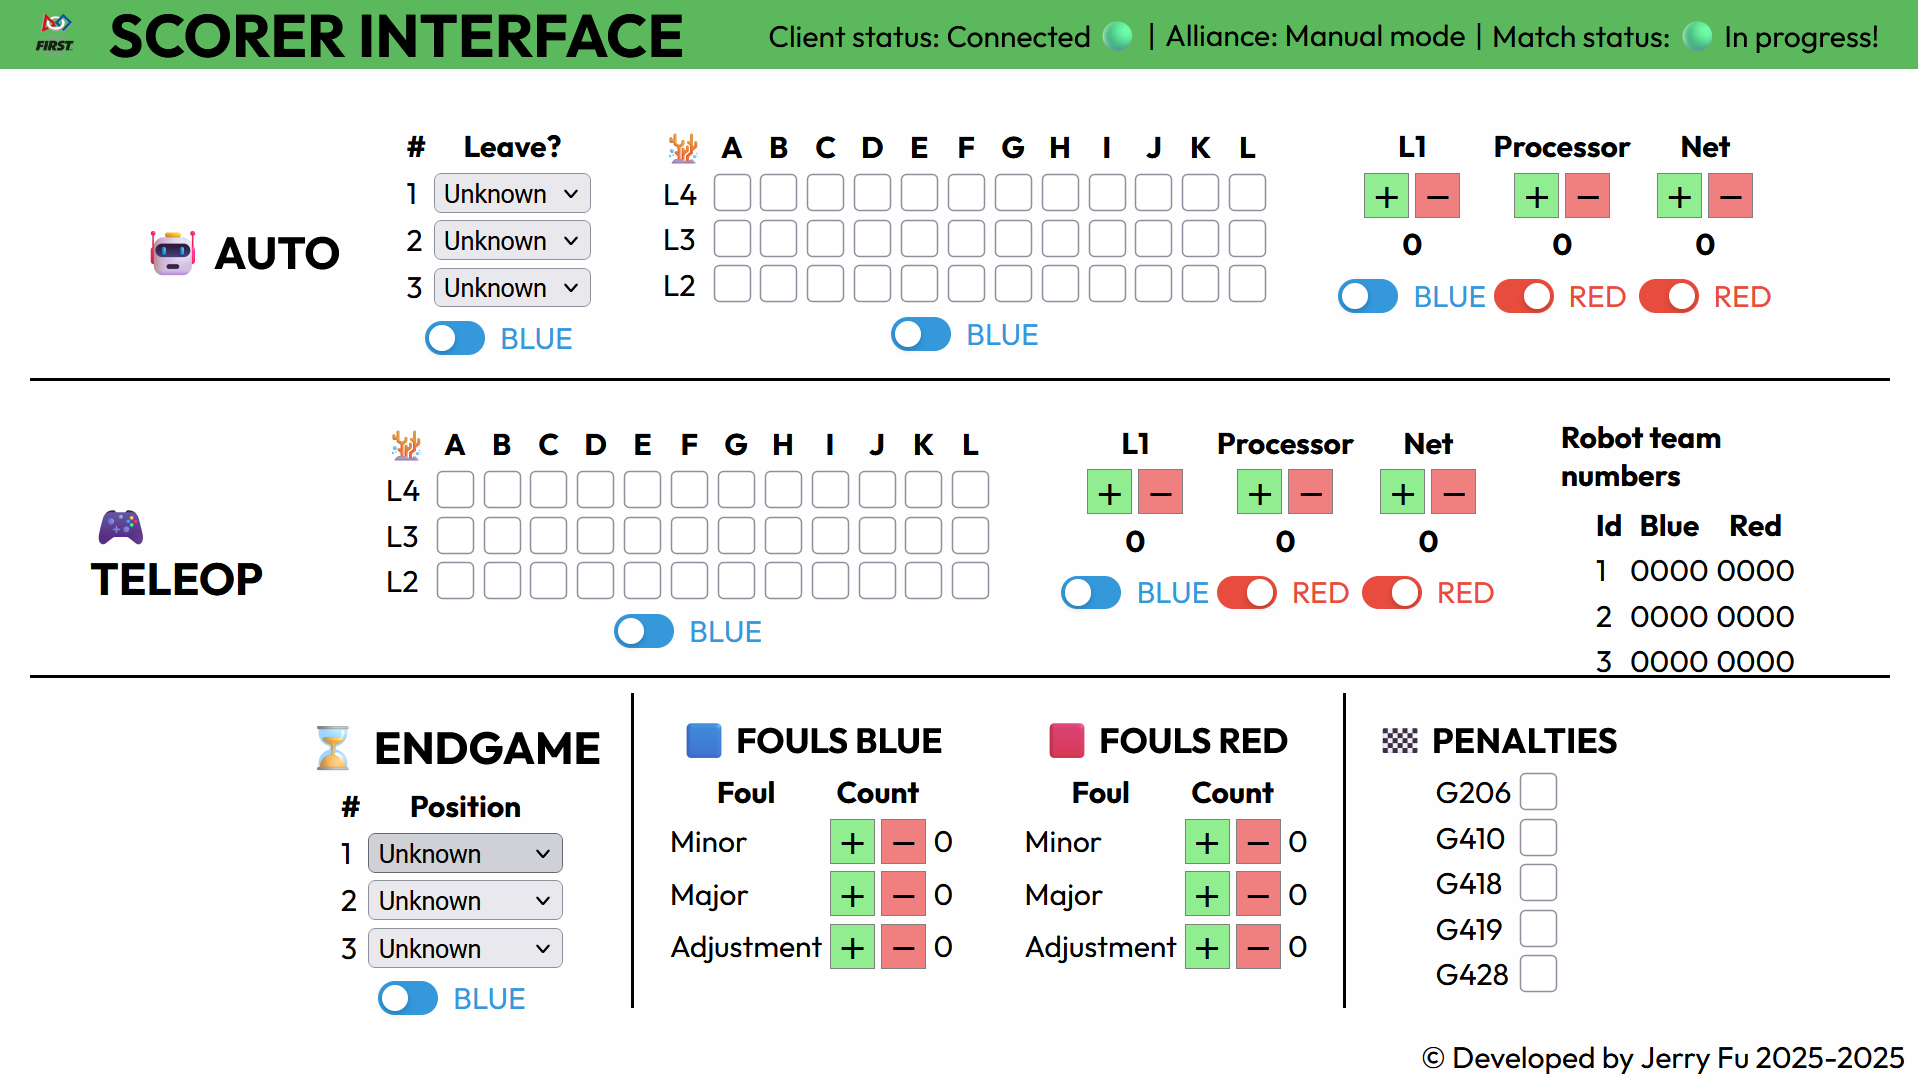 FIRST
SCORER INTERFACE
Client status: Connected | Alliance: Manual mode | Match status: In progress!
AUTO
# Leave?
1 Unknown
2 Unknown
3 Unknown
BLUE
A B C D E F G H I J K L
L4
L3
L2
BLUE
L1 Processor Net
+ − + − + −
0 0 0
BLUE RED RED
TELEOP
A B C D E F G H I J K L
L4
L3
L2
BLUE
L1 Processor Net
+ − + − + −
0 0 0
BLUE RED RED
Robot team
numbers
Id Blue Red
1 0000 0000
2 0000 0000
3 0000 0000
ENDGAME
# Position
1 Unknown
2 Unknown
3 Unknown
BLUE
FOULS BLUE
Foul Count
Minor + − 0
Major + − 0
Adjustment + − 0
FOULS RED
Foul Count
Minor + − 0
Major + − 0
Adjustment + − 0
PENALTIES
G206
G410
G418
G419
G428
© Developed by Jerry Fu 2025-2025